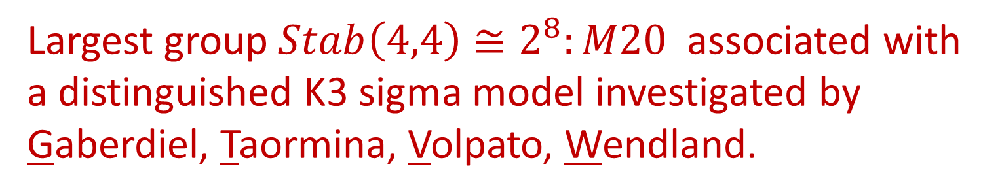 Largest group Stab(4,4) ≅ 2⁸: M20 associated with
a distinguished K3 sigma model investigated by
Gaberdiel, Taormina, Volpato, Wendland.